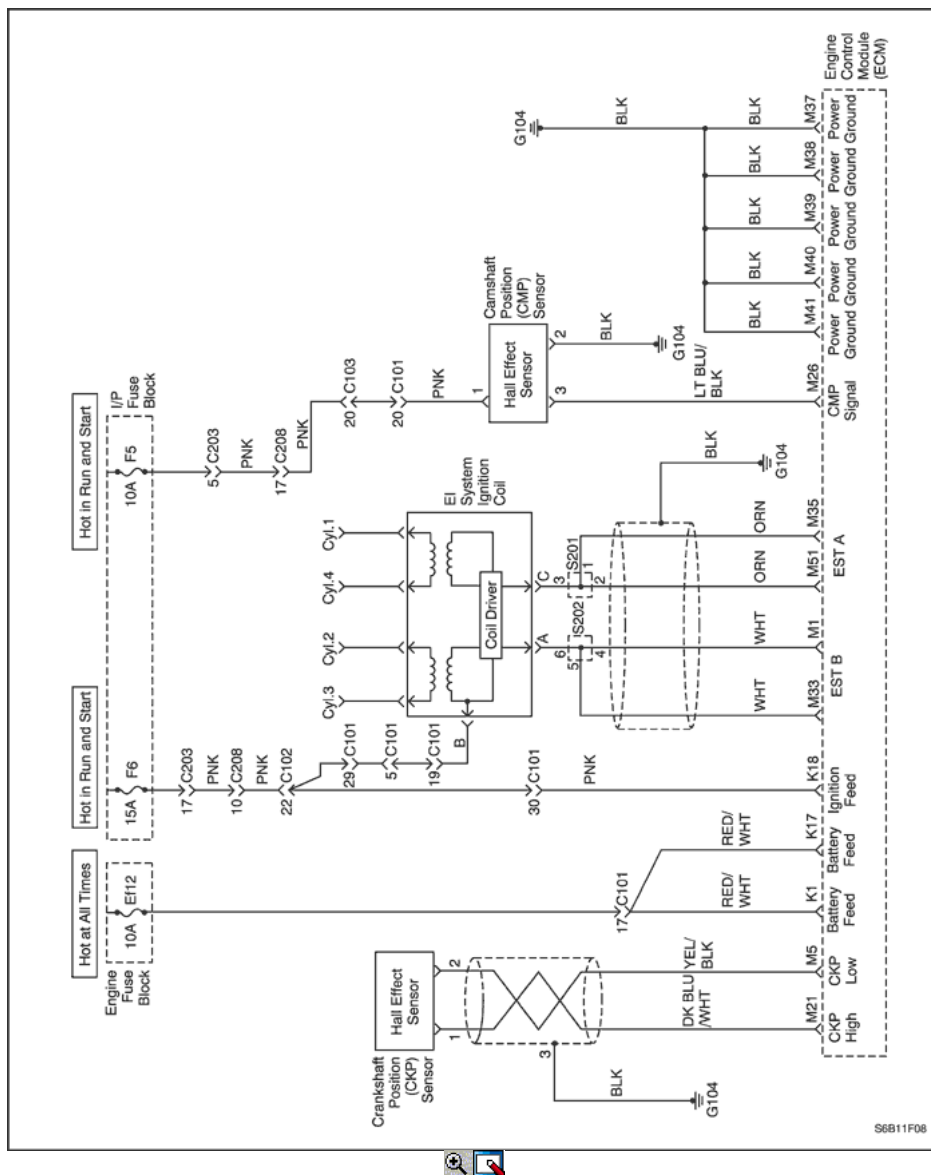 Hot in Run and Start
I/P
Fuse
Block
10A F5
5 C203
PNK
17 C208
PNK
20 C103
20 C101
PNK
Camshaft
Position
(CMP)
Sensor
1
Hall Effect
Sensor
3
2
BLK
G104
LT BLU/
BLK
M26
CMP
Signal
G104
BLK
BLK
BLK
BLK
BLK
BLK
M41
M40
M39
M38
M37
Power
Ground
Power
Ground
Power
Ground
Power
Ground
Power
Ground
Engine
Control
Module
(ECM)
Hot in Run and Start
15A F6
17 C203
PNK
10 C208
PNK
22 C102
29 C101
5 C101
19 C101
B
30 C101
PNK
K18
Ignition
Feed
EI
System
Ignition
Coil
Cyl.3
Cyl.2
Cyl.4
Cyl.1
Coil Driver
A
C
6
5
4
S202
3
S201
1
2
BLK
G104
WHT
WHT
ORN
ORN
M33
M1
M51
M35
EST B
EST A
Hot at All Times
Engine
Fuse
Block
10A Ef12
17 C101
RED/
WHT
RED/
WHT
K1
K17
Battery
Feed
Battery
Feed
Crankshaft
Position
(CKP)
Sensor
Hall Effect
Sensor
1
2
3
BLK
G104
DK BLU
/WHT
YEL/
BLK
M21
M5
CKP
High
CKP
Low
S6B11F08